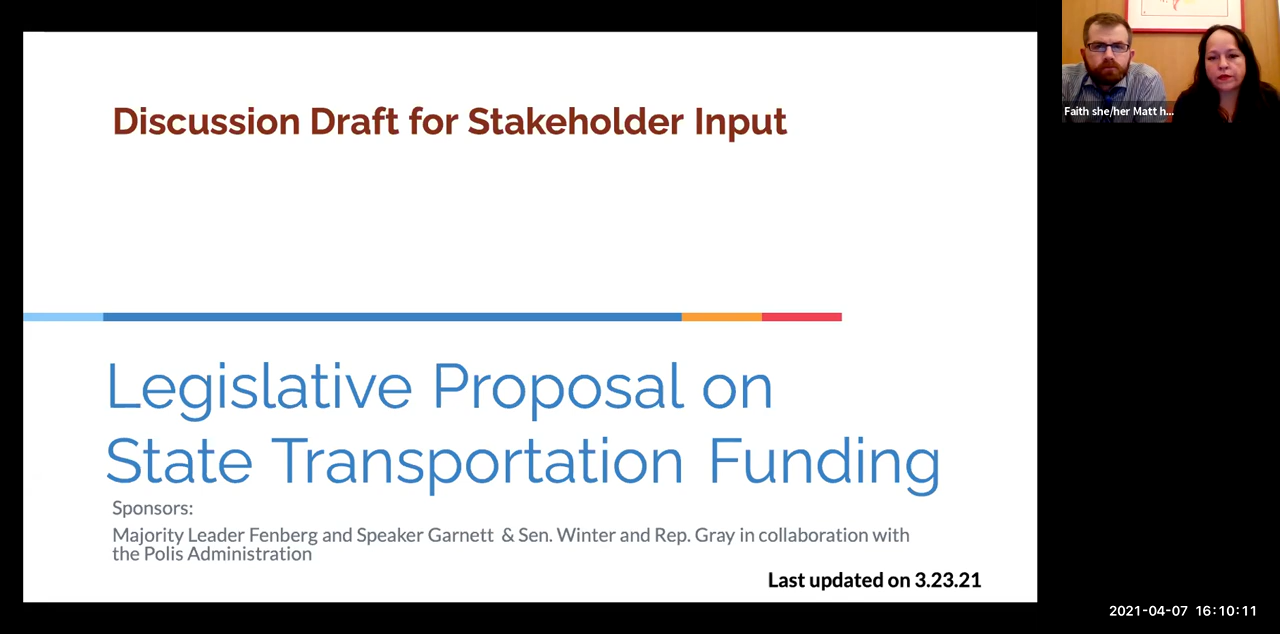 Discussion Draft for Stakeholder Input
Legislative Proposal on
State Transportation Funding
Sponsors:
Majority Leader Fenberg and Speaker Garnett & Sen. Winter and Rep. Gray in collaboration with
the Polis Administration
Last updated on 3.23.21
Faith she/her Matt h...
2021-04-07 16:10:11